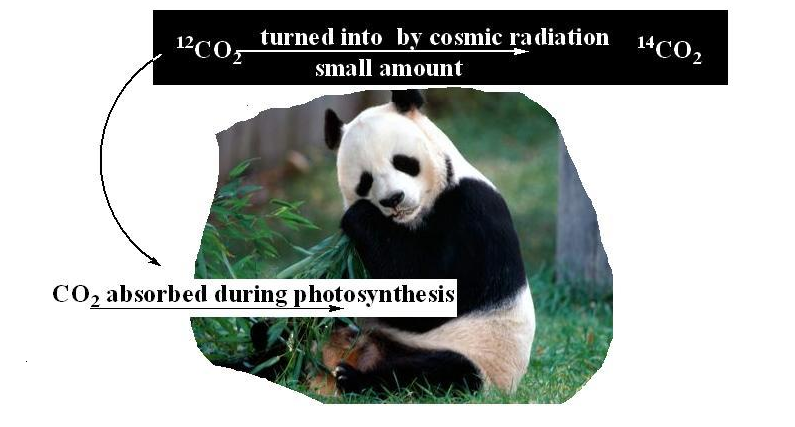 ¹²CO₂ turned into by cosmic radiation ¹⁴CO₂
small amount
CO₂ absorbed during photosynthesis